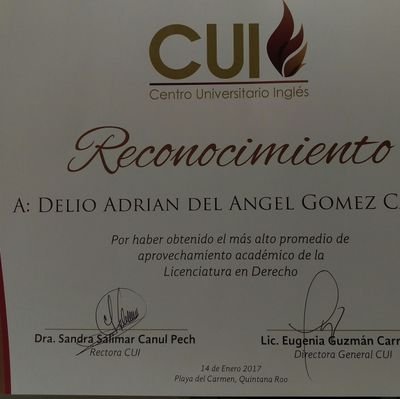 CUI
Centro Universitario Inglés
Reconocimiento
A: DELIO ADRIAN DEL ANGEL GOMEZ
Por haber obtenido el más alto promedio de
aprovechamiento académico de la
Licenciatura en Derecho
Dra. Sandra Salimar Canul Pech
Rectora CUI
Lic. Eugenia Guzmán
Directora General CUI
14 de Enero 2017
Playa del Carmen, Quintana Roo